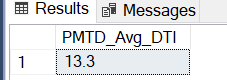 Results Messages
PMTD_Avg_DTI
1 13.3